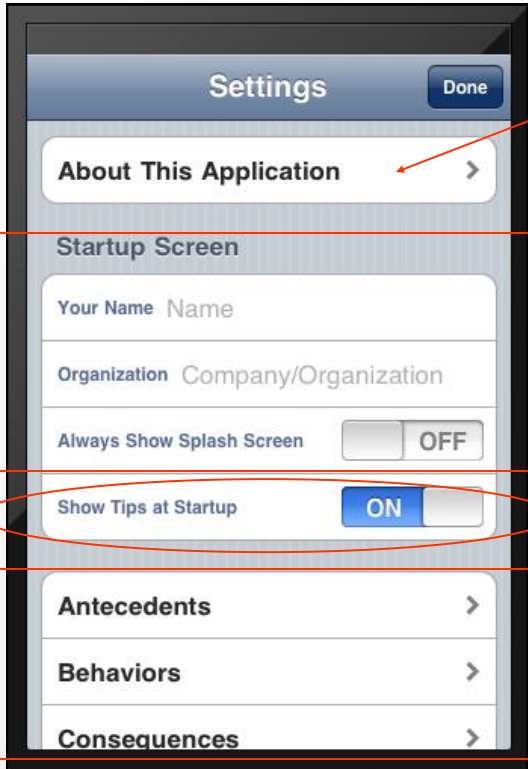 Settings
Done
About This Application
Startup Screen
Your Name Name
Organization Company/Organization
Always Show Splash Screen OFF
Show Tips at Startup ON
Antecedents
Behaviors
Consequences